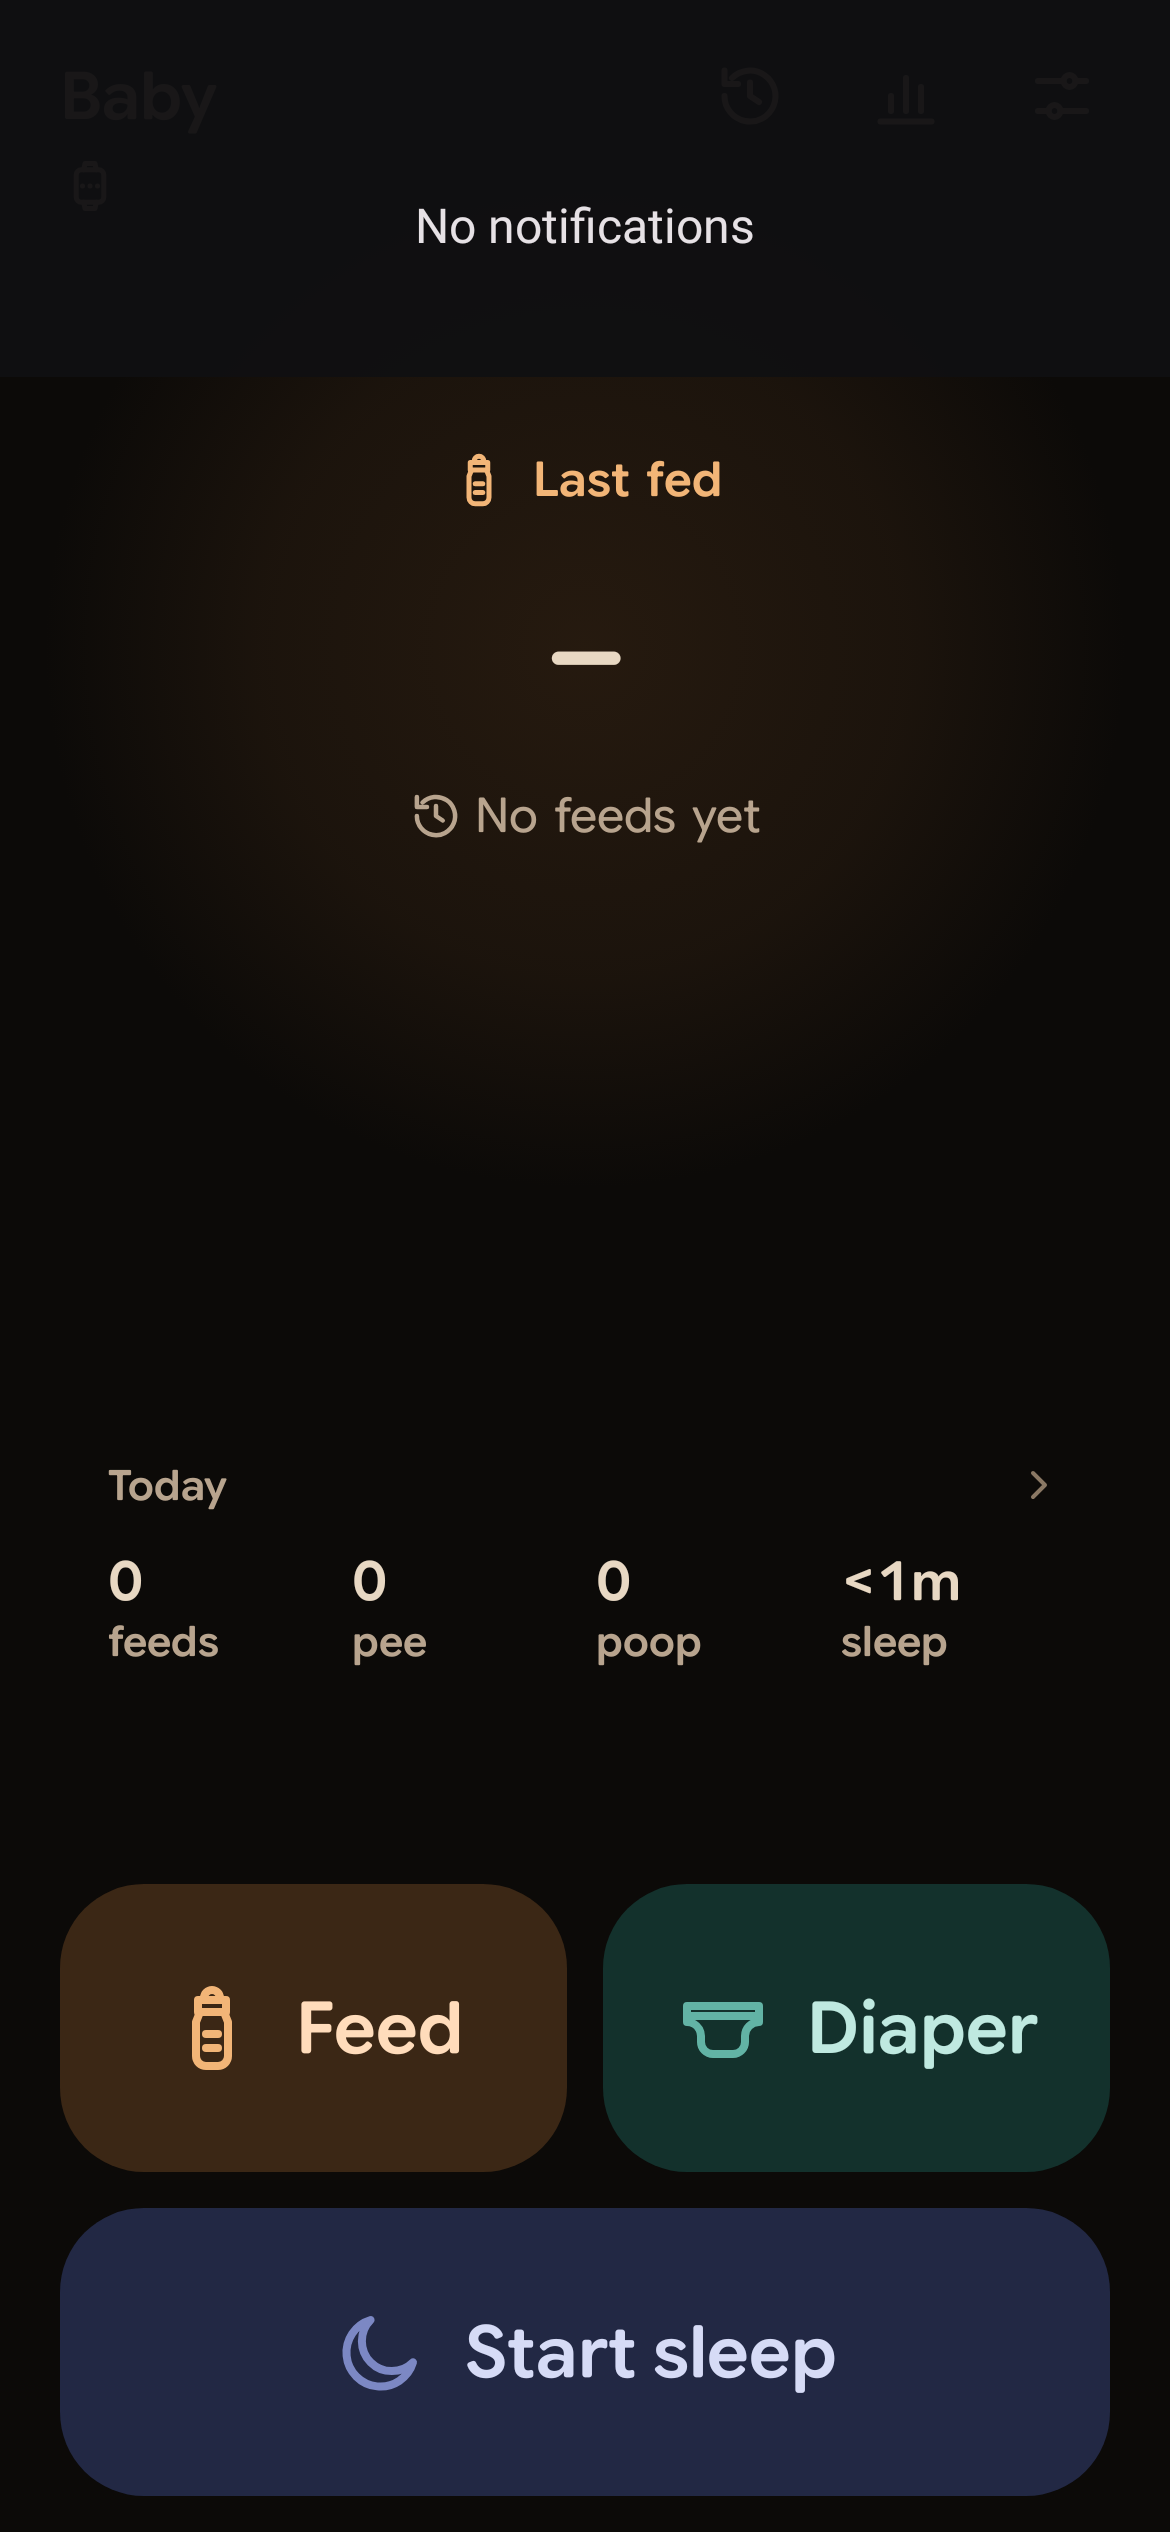 Baby
No notifications
Last fed
–
No feeds yet
Today
0 0 0 <1m
feeds pee poop sleep
Feed Diaper
Start sleep